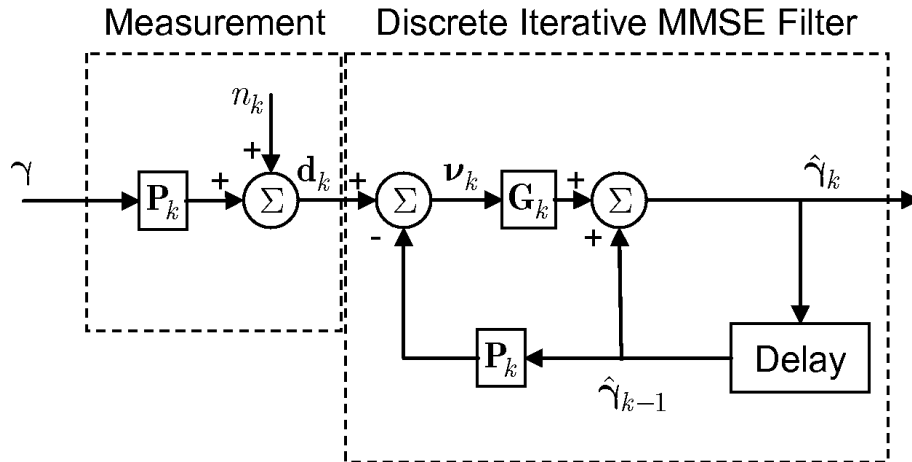 Measurement
Discrete Iterative MMSE Filter
n_k
γ
P_k
+
+
Σ
d_k
+
-
Σ
ν_k
G_k
+
+
Σ
γ̂_k
P_k
γ̂_{k−1}
Delay